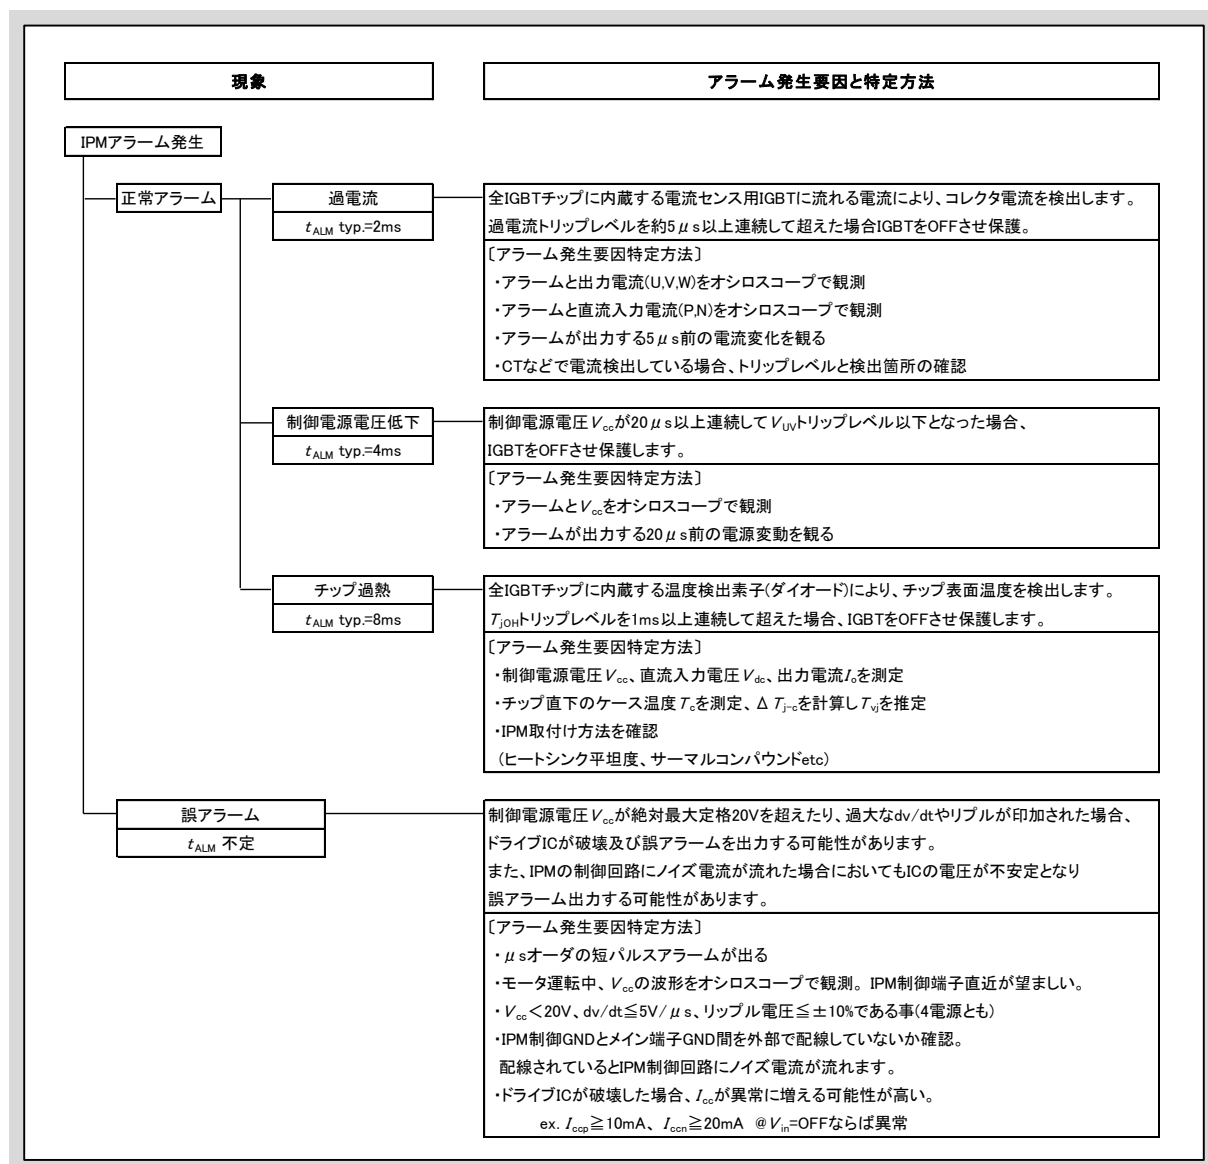 現象
アラーム発生要因と特定方法
IPMアラーム発生
正常アラーム
過電流
t_ALM typ.=2ms
全IGBTチップに内蔵する電流センス用IGBTに流れる電流により、コレクタ電流を検出します。
過電流トリップレベルを約5μs以上連続して超えた場合IGBTをOFFさせ保護。
〔アラーム発生要因特定方法〕
・アラームと出力電流(U,V,W)をオシロスコープで観測
・アラームと直流入力電流(P,N)をオシロスコープで観測
・アラームが出力する5μs前の電流変化を観る
・CTなどで電流検出している場合、トリップレベルと検出箇所の確認
制御電源電圧低下
t_ALM typ.=4ms
制御電源電圧V_ccが20μs以上連続してV_UVトリップレベル以下となった場合、
IGBTをOFFさせ保護します。
〔アラーム発生要因特定方法〕
・アラームとV_ccをオシロスコープで観測
・アラームが出力する20μs前の電源変動を観る
チップ過熱
t_ALM typ.=8ms
全IGBTチップに内蔵する温度検出素子(ダイオード)により、チップ表面温度を検出します。
T_jOHトリップレベルを1ms以上連続して超えた場合、IGBTをOFFさせ保護します。
〔アラーム発生要因特定方法〕
・制御電源電圧V_cc、直流入力電圧V_dc、出力電流I_oを測定
・チップ直下のケース温度T_cを測定、ΔT_j-cを計算しT_vjを推定
・IPM取付け方法を確認
(ヒートシンク平坦度、サーマルコンパウンドetc)
誤アラーム
t_ALM 不定
制御電源電圧V_ccが絶対最大定格20Vを超えたり、過大なdv/dtやリプルが印加された場合、
ドライブICが破壊及び誤アラームを出力する可能性があります。
また、IPMの制御回路にノイズ電流が流れた場合においてもICの電圧が不安定となり
誤アラーム出力する可能性があります。
〔アラーム発生要因特定方法〕
・μsオーダの短パルスアラームが出る
・モータ運転中、V_ccの波形をオシロスコープで観測。IPM制御端子直近が望ましい。
・V_cc＜20V、dv/dt≦5V/μs、リップル電圧≦±10%である事(4電源とも)
・IPM制御GNDとメイン端子GND間を外部で配線していないか確認。
配線されているとIPM制御回路にノイズ電流が流れます。
・ドライブICが破壊した場合、I_ccが異常に増える可能性が高い。
ex. I_ccp≧10mA、I_ccn≧20mA @V_in=OFFならば異常